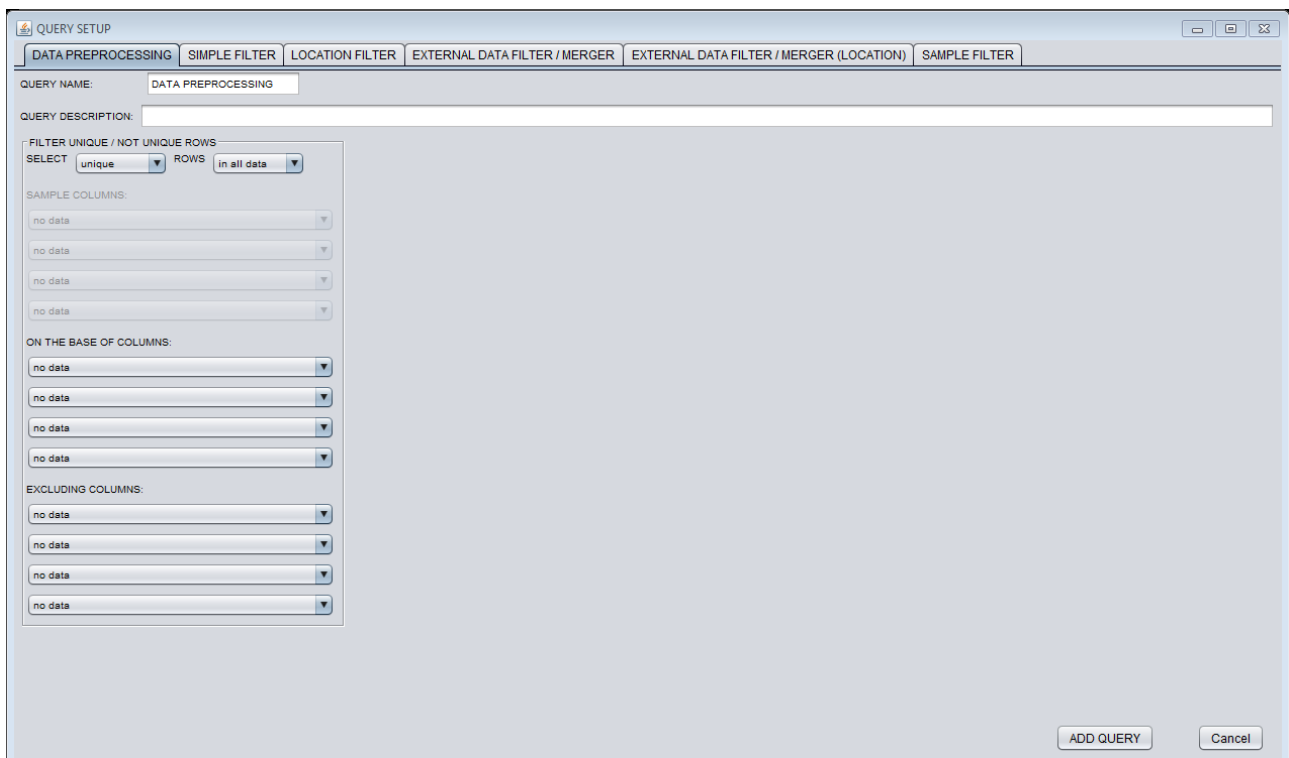 QUERY SETUP
DATA PREPROCESSING SIMPLE FILTER LOCATION FILTER EXTERNAL DATA FILTER / MERGER EXTERNAL DATA FILTER / MERGER (LOCATION) SAMPLE FILTER
QUERY NAME: DATA PREPROCESSING
QUERY DESCRIPTION:
FILTER UNIQUE / NOT UNIQUE ROWS
SELECT unique ROWS in all data
SAMPLE COLUMNS:
no data
no data
no data
no data
ON THE BASE OF COLUMNS:
no data
no data
no data
no data
EXCLUDING COLUMNS:
no data
no data
no data
no data
ADD QUERY Cancel